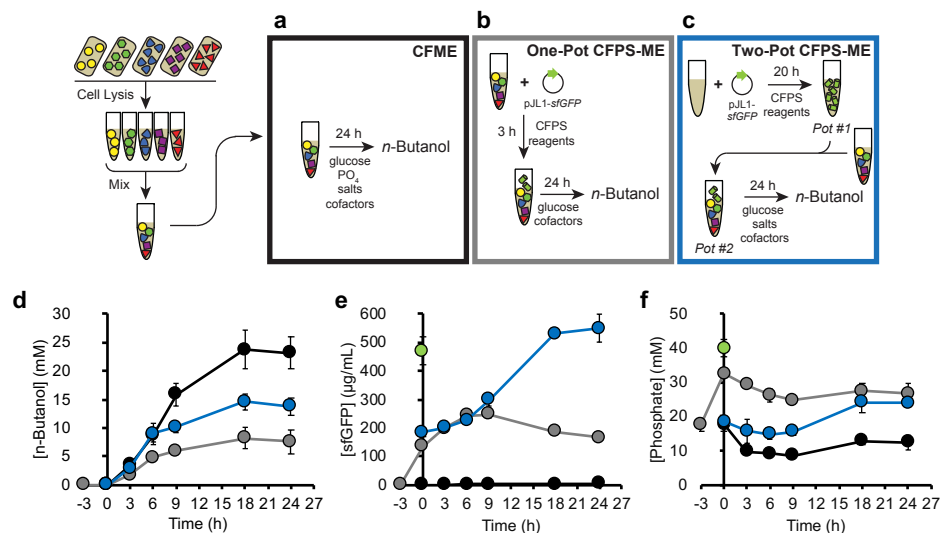 a
b
c
CFME
One-Pot CFPS-ME
Two-Pot CFPS-ME
Cell Lysis
Mix
24 h
glucose
PO4
salts
cofactors
n-Butanol
+
pJL1-sfGFP
3 h
CFPS
reagents
24 h
glucose
cofactors
n-Butanol
+
pJL1-
sfGFP
20 h
CFPS
reagents
Pot #1
Pot #2
24 h
glucose
salts
cofactors
n-Butanol
d
[n-Butanol] (mM)
30
25
20
15
10
5
0
-3 0 3 6 9 12 15 18 21 24 27
Time (h)
e
[sfGFP] (µg/mL)
600
500
400
300
200
100
0
-3 0 3 6 9 12 15 18 21 24 27
Time (h)
f
[Phosphate] (mM)
50
40
30
20
10
0
-3 0 3 6 9 12 15 18 21 24 27
Time (h)